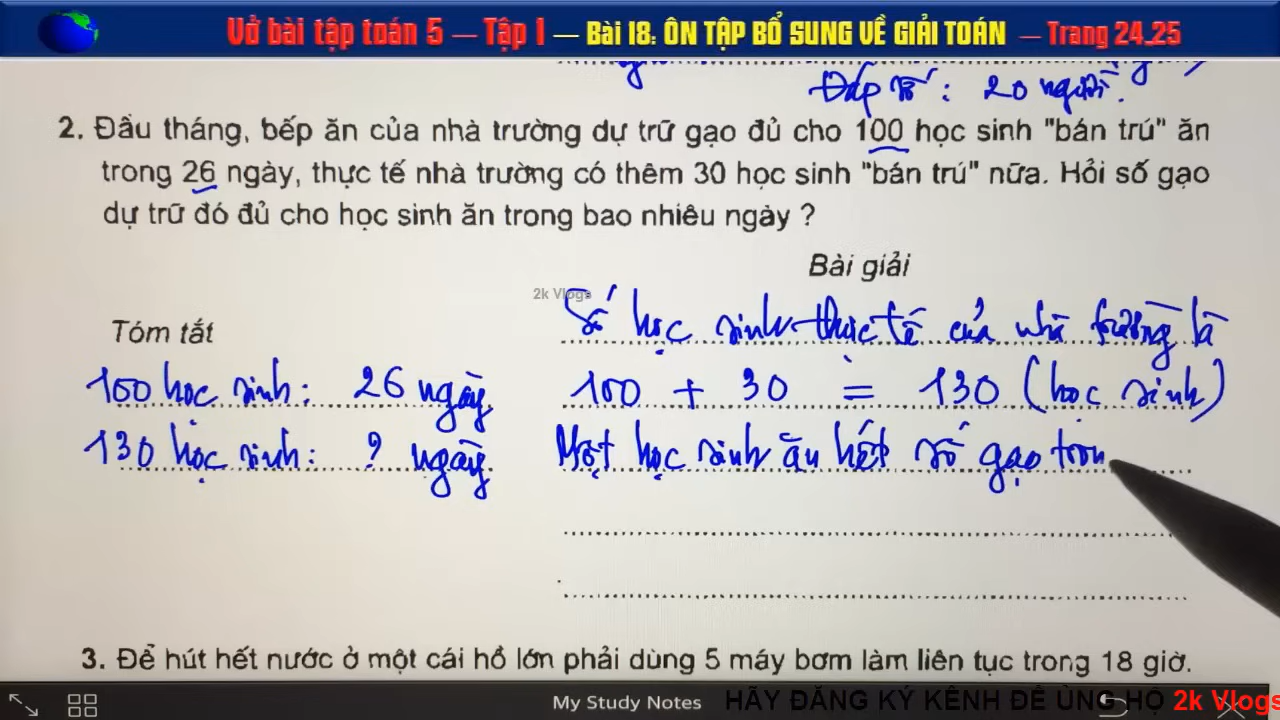 Vở bài tập toán 5 – Tập 1 – Bài 18: ÔN TẬP BỔ SUNG VỀ GIẢI TOÁN – Trang 24,25
Đáp số : 20 người.
2. Đầu tháng, bếp ăn của nhà trường dự trữ gạo đủ cho 100 học sinh "bán trú" ăn
trong 26 ngày, thực tế nhà trường có thêm 30 học sinh "bán trú" nữa. Hỏi số gạo
dự trữ đó đủ cho học sinh ăn trong bao nhiêu ngày ?
Bài giải
2k Vlogs
Số học sinh thực tế của nhà trường là
Tóm tắt
100 học sinh : 26 ngày
100 + 30 = 130 (học sinh)
130 học sinh : ? ngày
Một học sinh ăn hết số gạo tron
3. Để hút hết nước ở một cái hồ lớn phải dùng 5 máy bơm làm liên tục trong 18 giờ.
My Study Notes
HÃY ĐĂNG KÝ KÊNH ĐỂ ỦNG HỘ 2k Vlogs